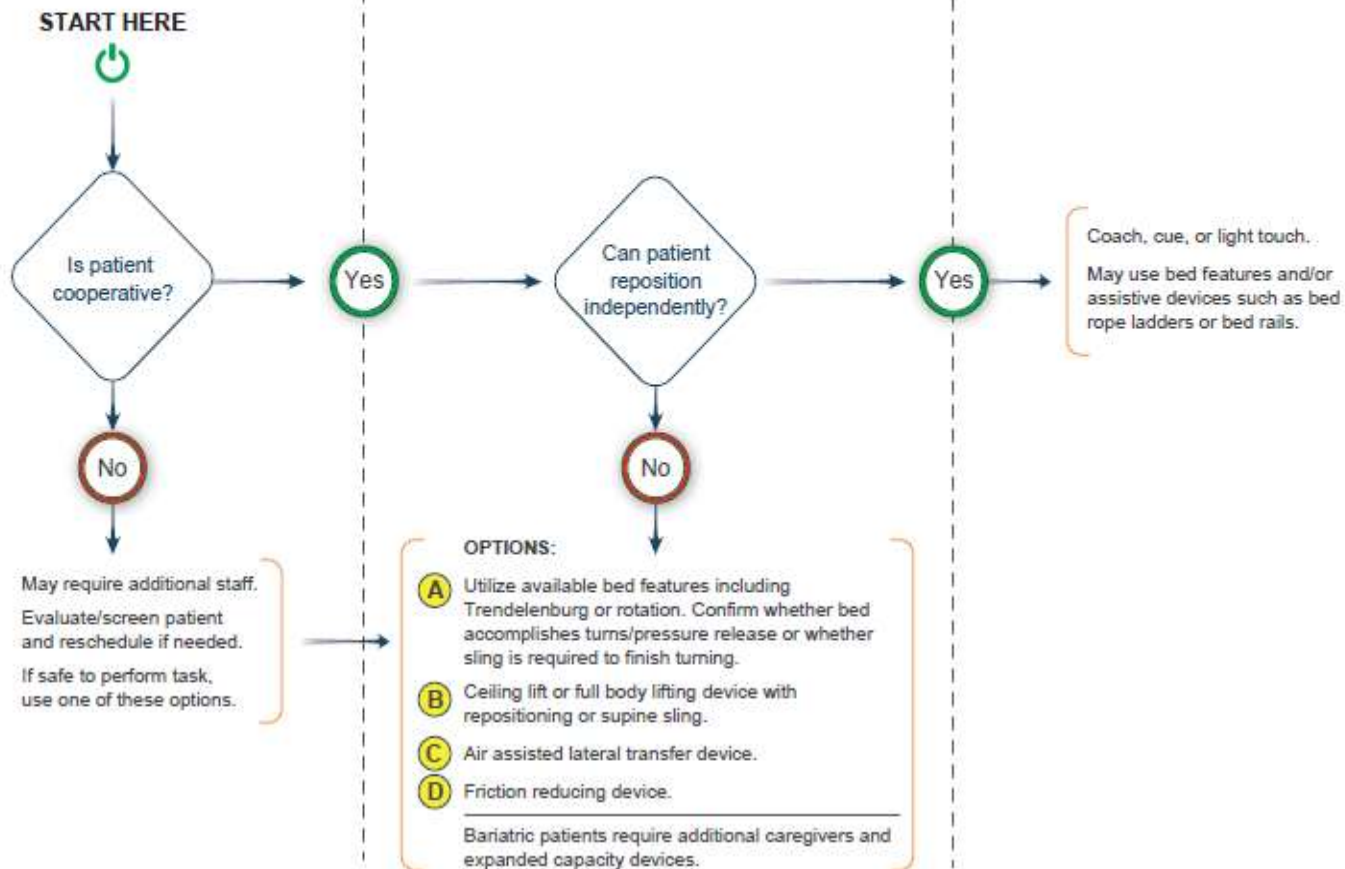 START HERE
Is patient
cooperative?
Yes
Can patient
reposition
independently?
Yes
Coach, cue, or light touch.
May use bed features and/or
assistive devices such as bed
rope ladders or bed rails.
No
No
May require additional staff.
Evaluate/screen patient
and reschedule if needed.
If safe to perform task,
use one of these options.
OPTIONS:
A Utilize available bed features including
Trendelenburg or rotation. Confirm whether bed
accomplishes turns/pressure release or whether
sling is required to finish turning.
B Ceiling lift or full body lifting device with
repositioning or supine sling.
C Air assisted lateral transfer device.
D Friction reducing device.
Bariatric patients require additional caregivers and
expanded capacity devices.